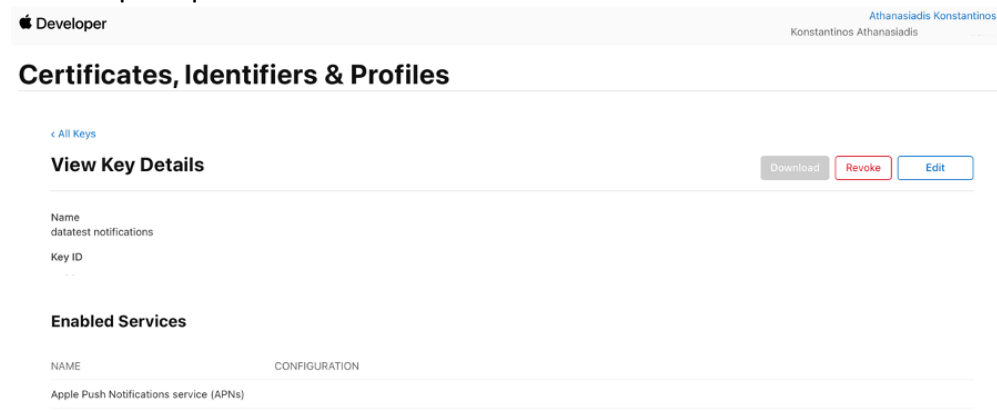 Developer
Athanasiadis Konstantinos
Konstantinos Athanasiadis
Certificates, Identifiers & Profiles
‹ All Keys
View Key Details
Download Revoke Edit
Name
datatest notifications
Key ID
Enabled Services
NAME CONFIGURATION
Apple Push Notifications service (APNs)